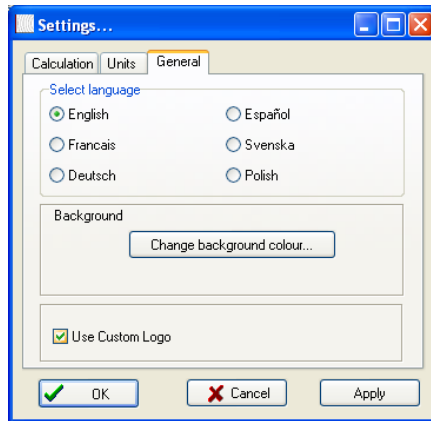 Settings...
Calculation Units General
Select language
English Español
Francais Svenska
Deutsch Polish
Background
Change background colour...
Use Custom Logo
OK Cancel Apply